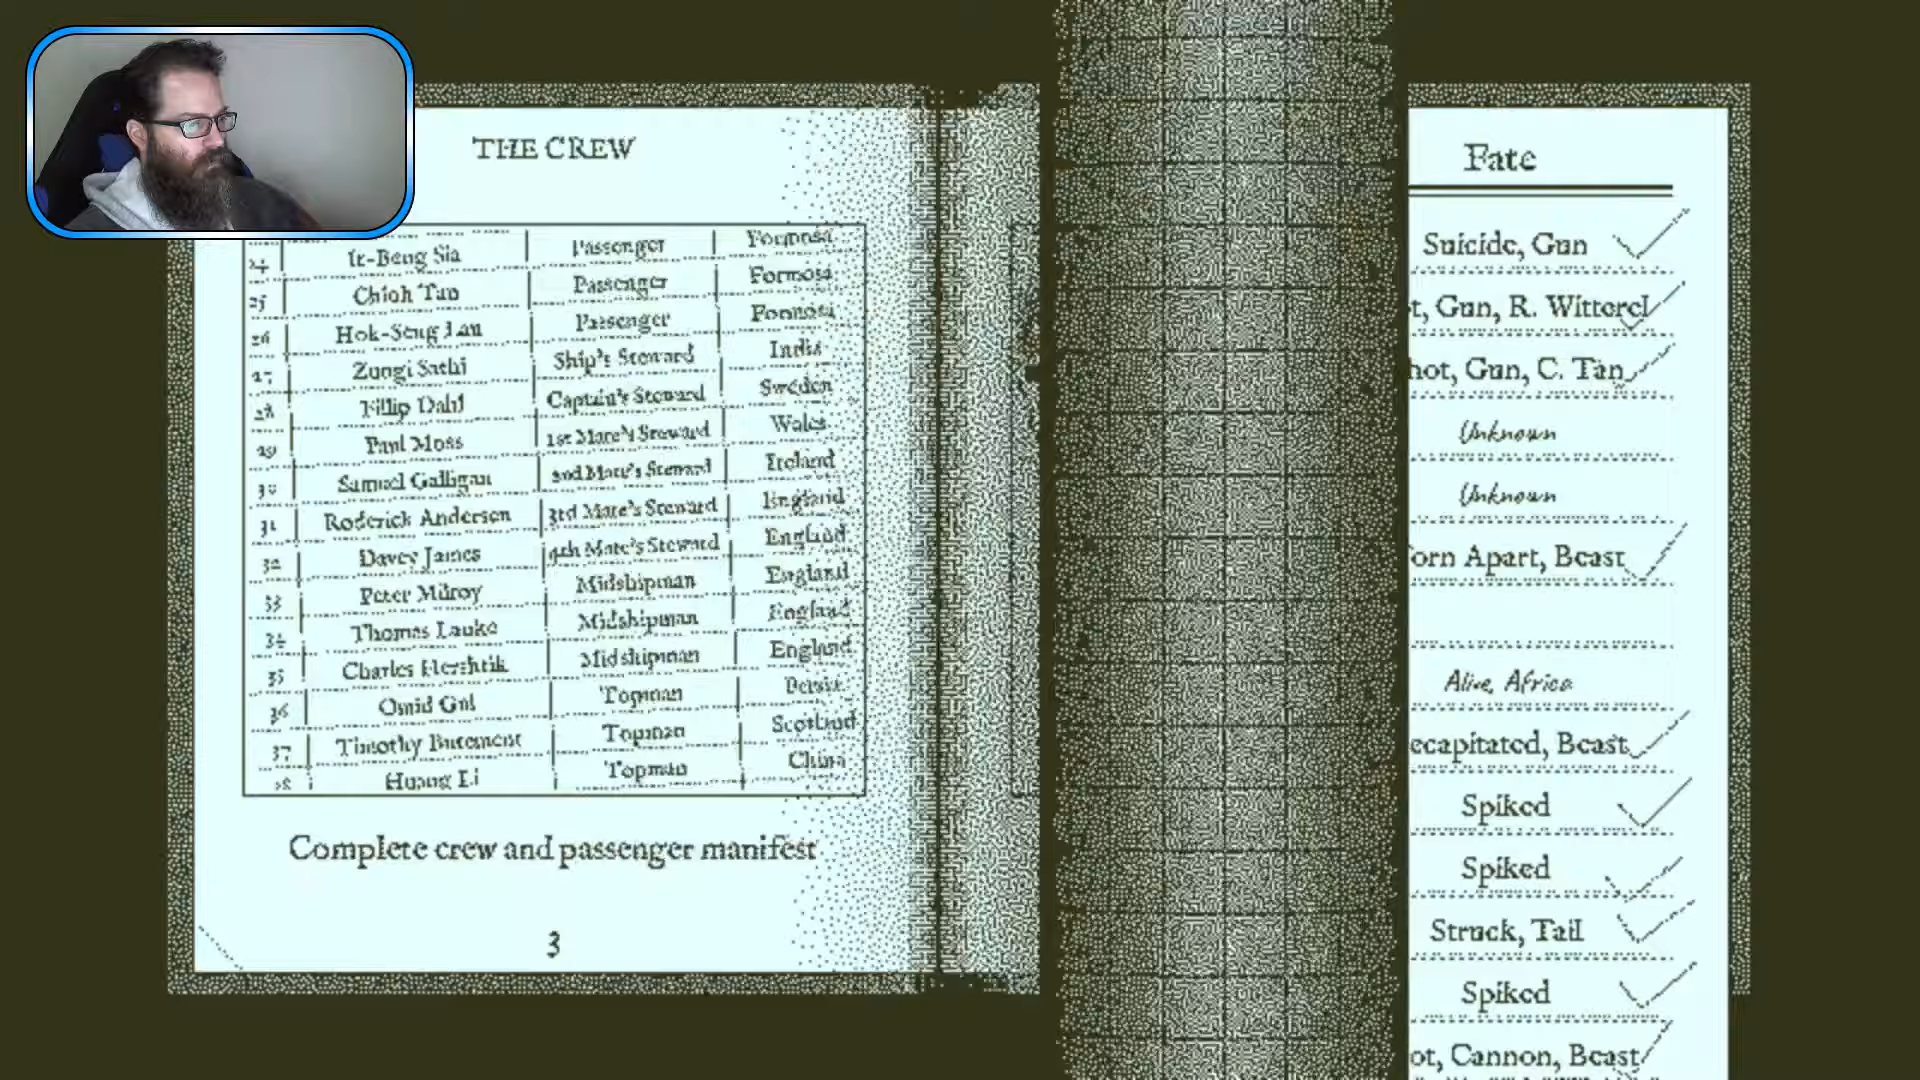 THE CREW
24 It-Beng Sia Passenger Formosa
25 Chioh Tan Passenger Formosa
26 Hok-Seng Lau Passenger Formosa
27 Zungi Sathi Ship's Steward India
28 Fillip Dahl Captain's Steward Sweden
29 Paul Moss 1st Mate's Steward Wales
30 Samuel Galligan 2nd Mate's Steward Ireland
31 Roderick Andersen 3rd Mate's Steward England
32 Davey James 4th Mate's Steward England
33 Peter Milroy Midshipman England
34 Thomas Lanke Midshipman England
35 Charles Hershtik Midshipman England
36 Omid Gul Topman Persia
37 Timothy Butement Topman Scotland
38 Huang Li Topman China
Complete crew and passenger manifest
3
Fate
Suicide, Gun
t, Gun, R. Witterel
hot, Gun, C. Tan
Unknown
Unknown
orn Apart, Beast
Alive, Africa
ecapitated, Beast
Spiked
Spiked
Struck, Tail
Spiked
ot, Cannon, Beast